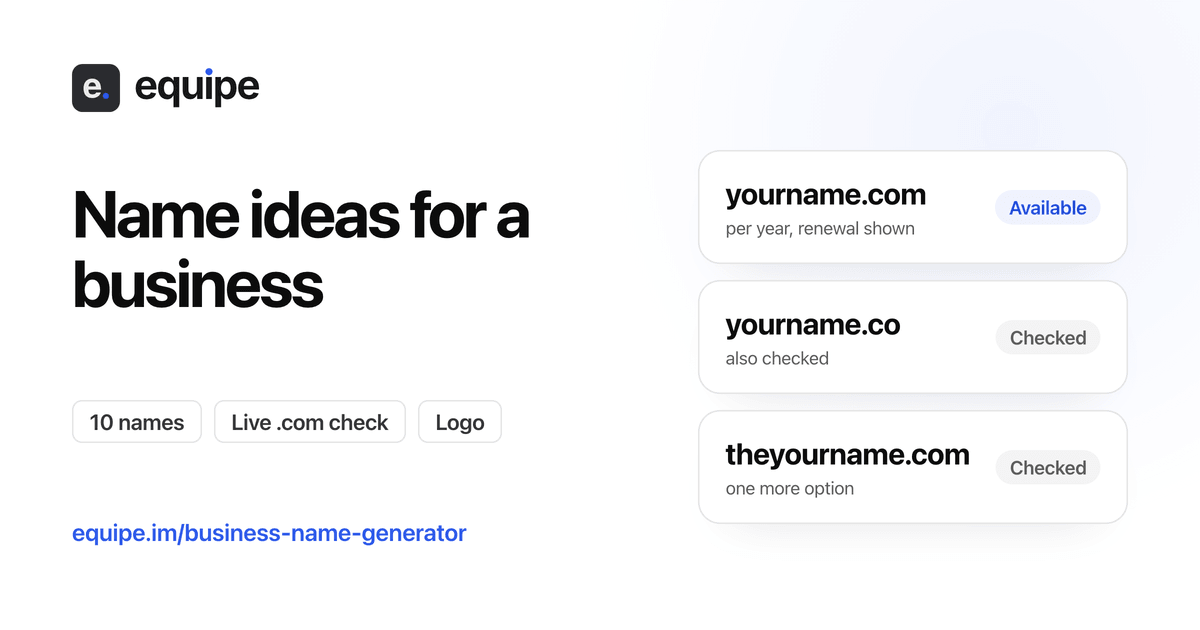 e.
equipe
Name ideas for a
business
10 names
Live .com check
Logo
equipe.im/business-name-generator
yourname.com
per year, renewal shown
Available
yourname.co
also checked
Checked
theyourname.com
one more option
Checked